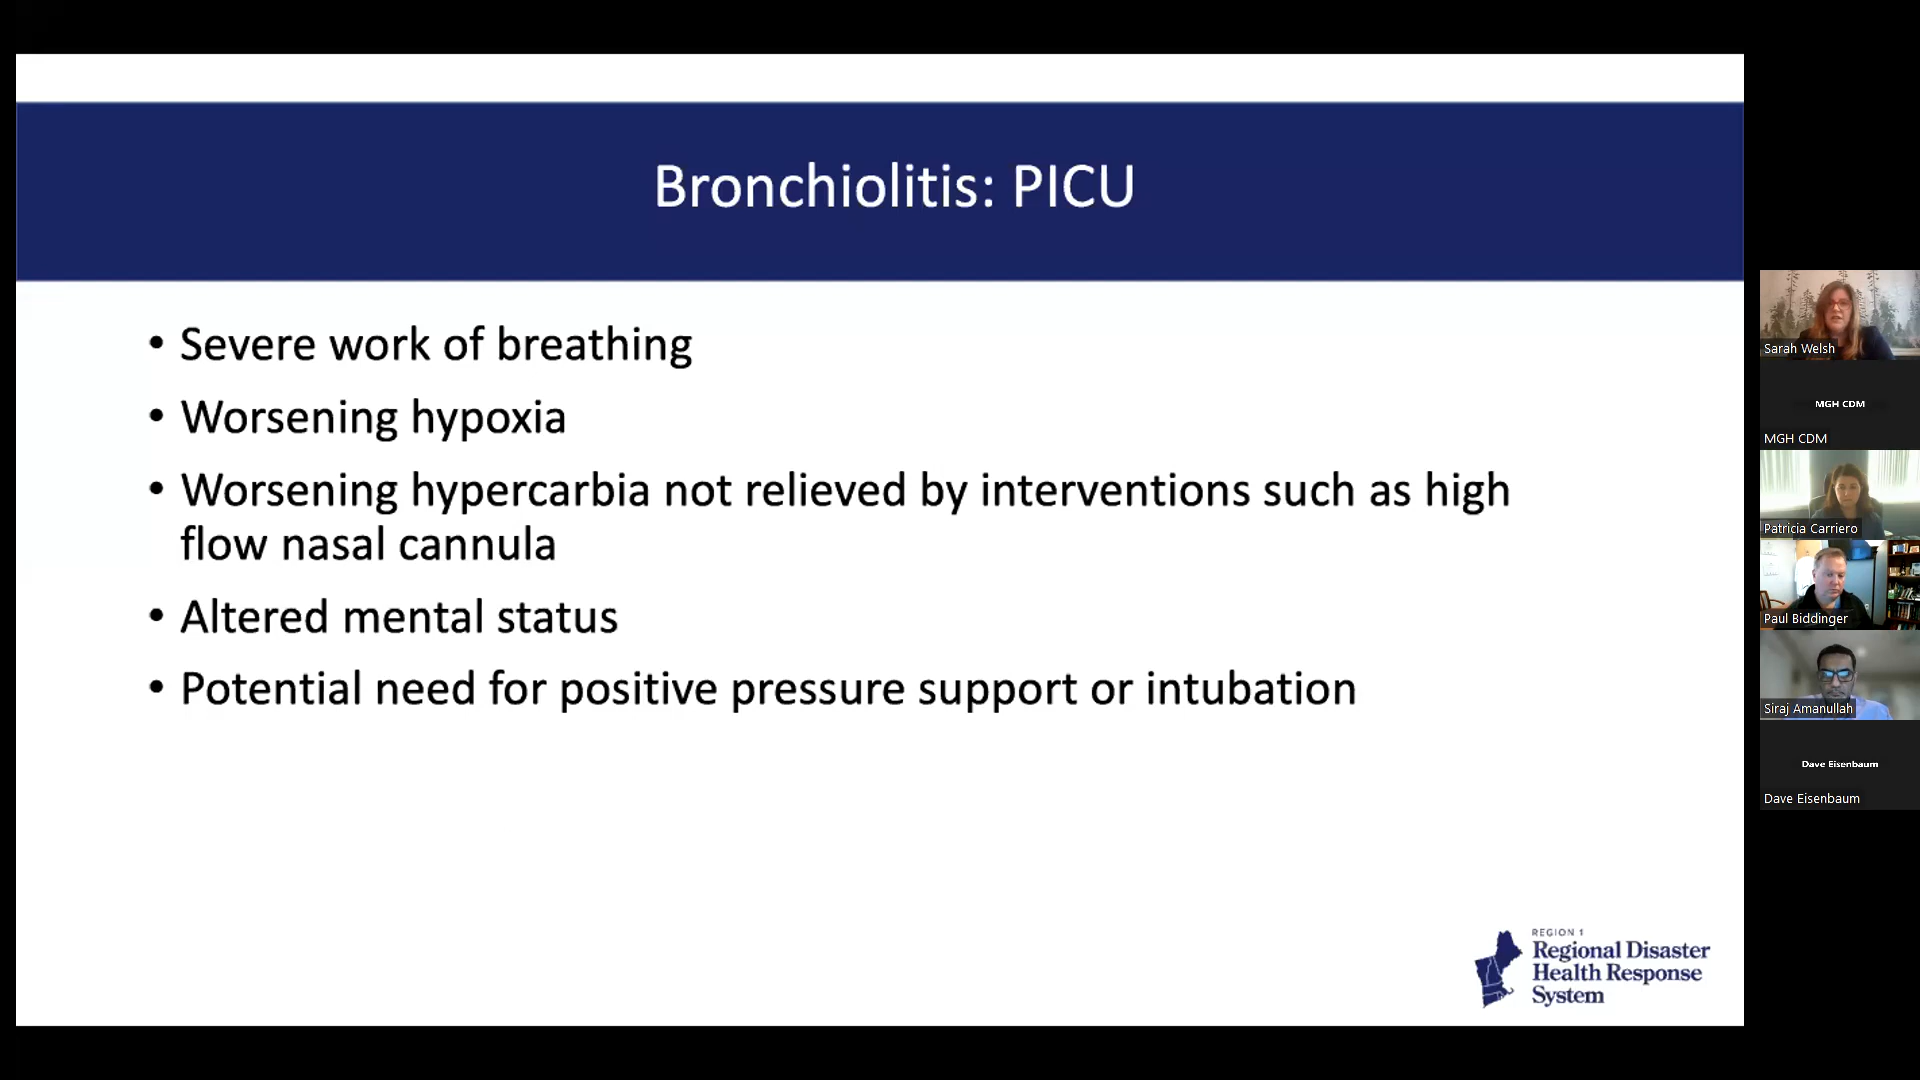 Bronchiolitis: PICU
• Severe work of breathing
• Worsening hypoxia
• Worsening hypercarbia not relieved by interventions such as high
flow nasal cannula
• Altered mental status
• Potential need for positive pressure support or intubation
REGION 1
Regional Disaster
Health Response
System
Sarah Welsh
MGH CDM
MGH CDM
Patricia Carriero
Paul Biddinger
Siraj Amanullah
Dave Eisenbaum
Dave Eisenbaum